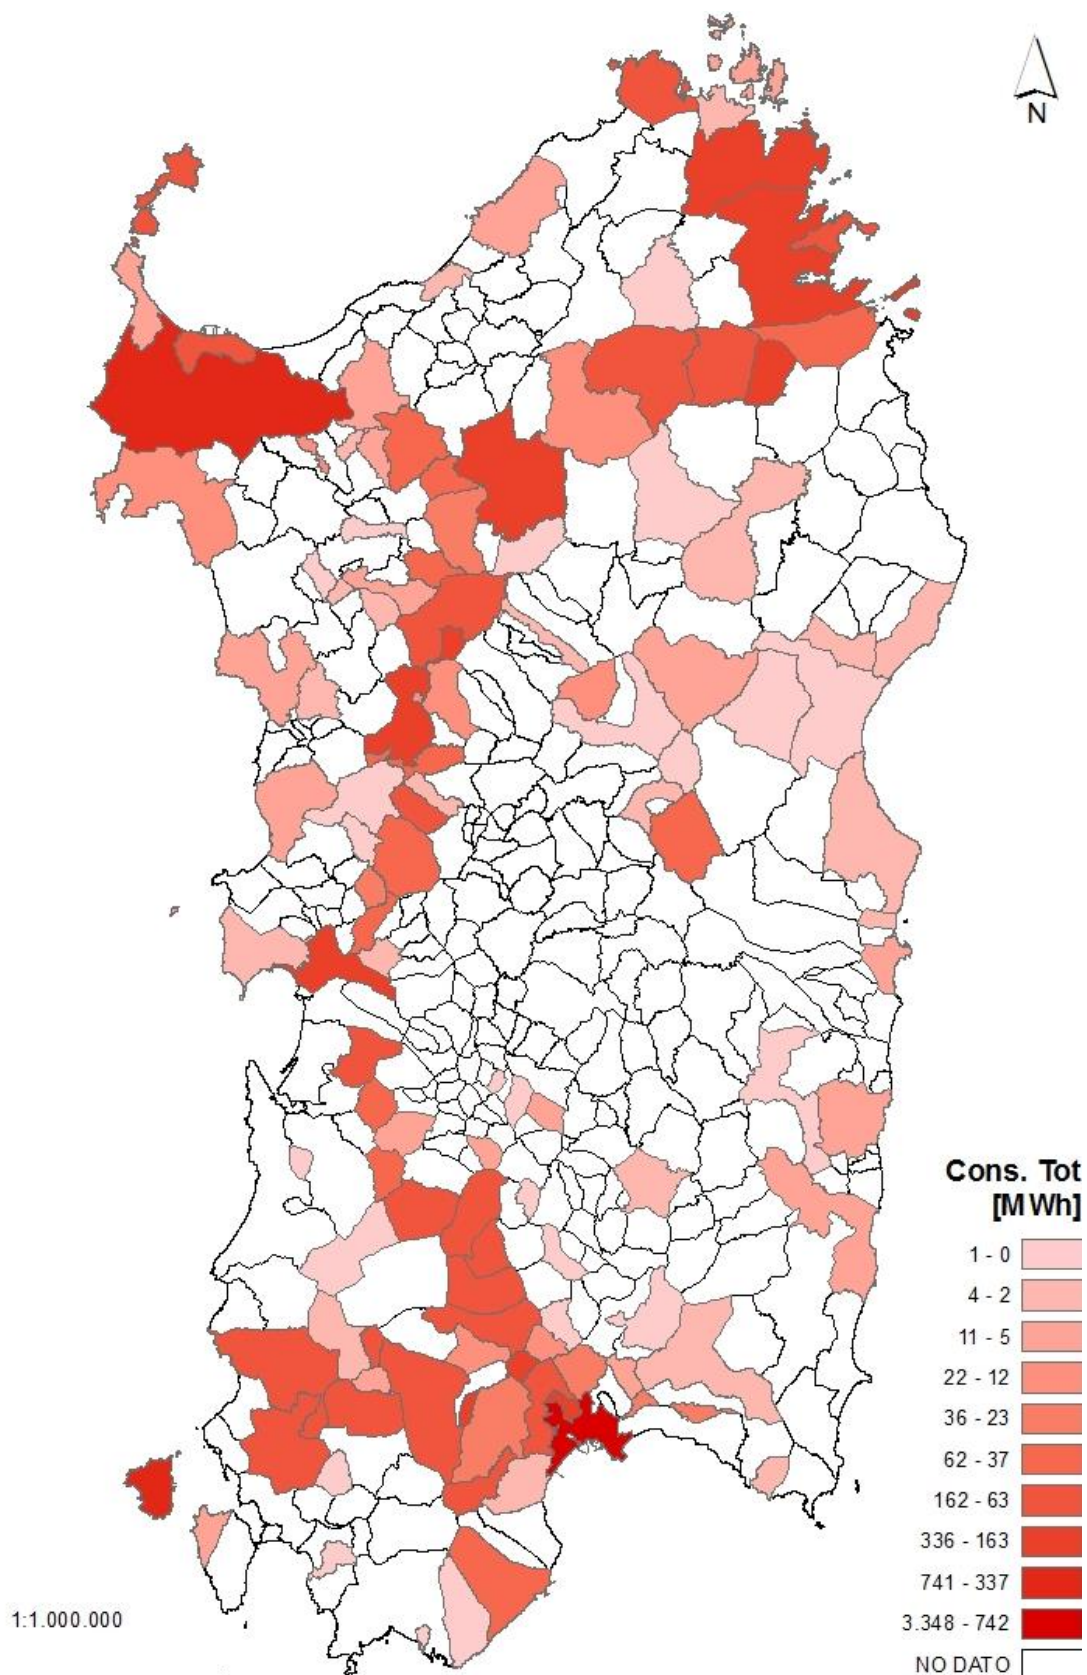 N
Cons. Tot
[MWh]
1 - 0
4 - 2
11 - 5
22 - 12
36 - 23
62 - 37
162 - 63
336 - 163
741 - 337
3.348 - 742
NO DATO
1:1.000.000